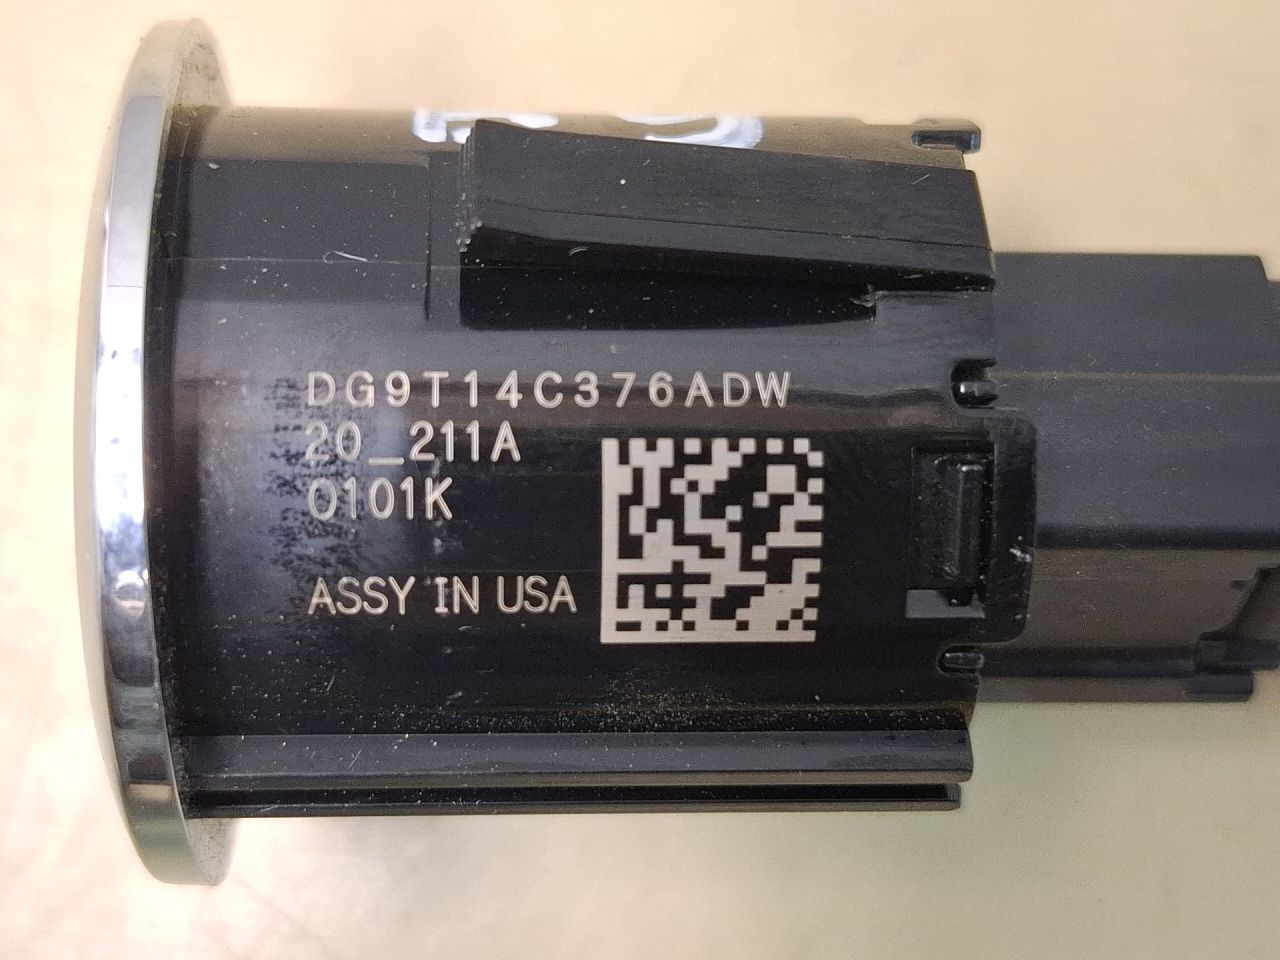 DG9T14C376ADW
20_211A
0101K
ASSY IN USA